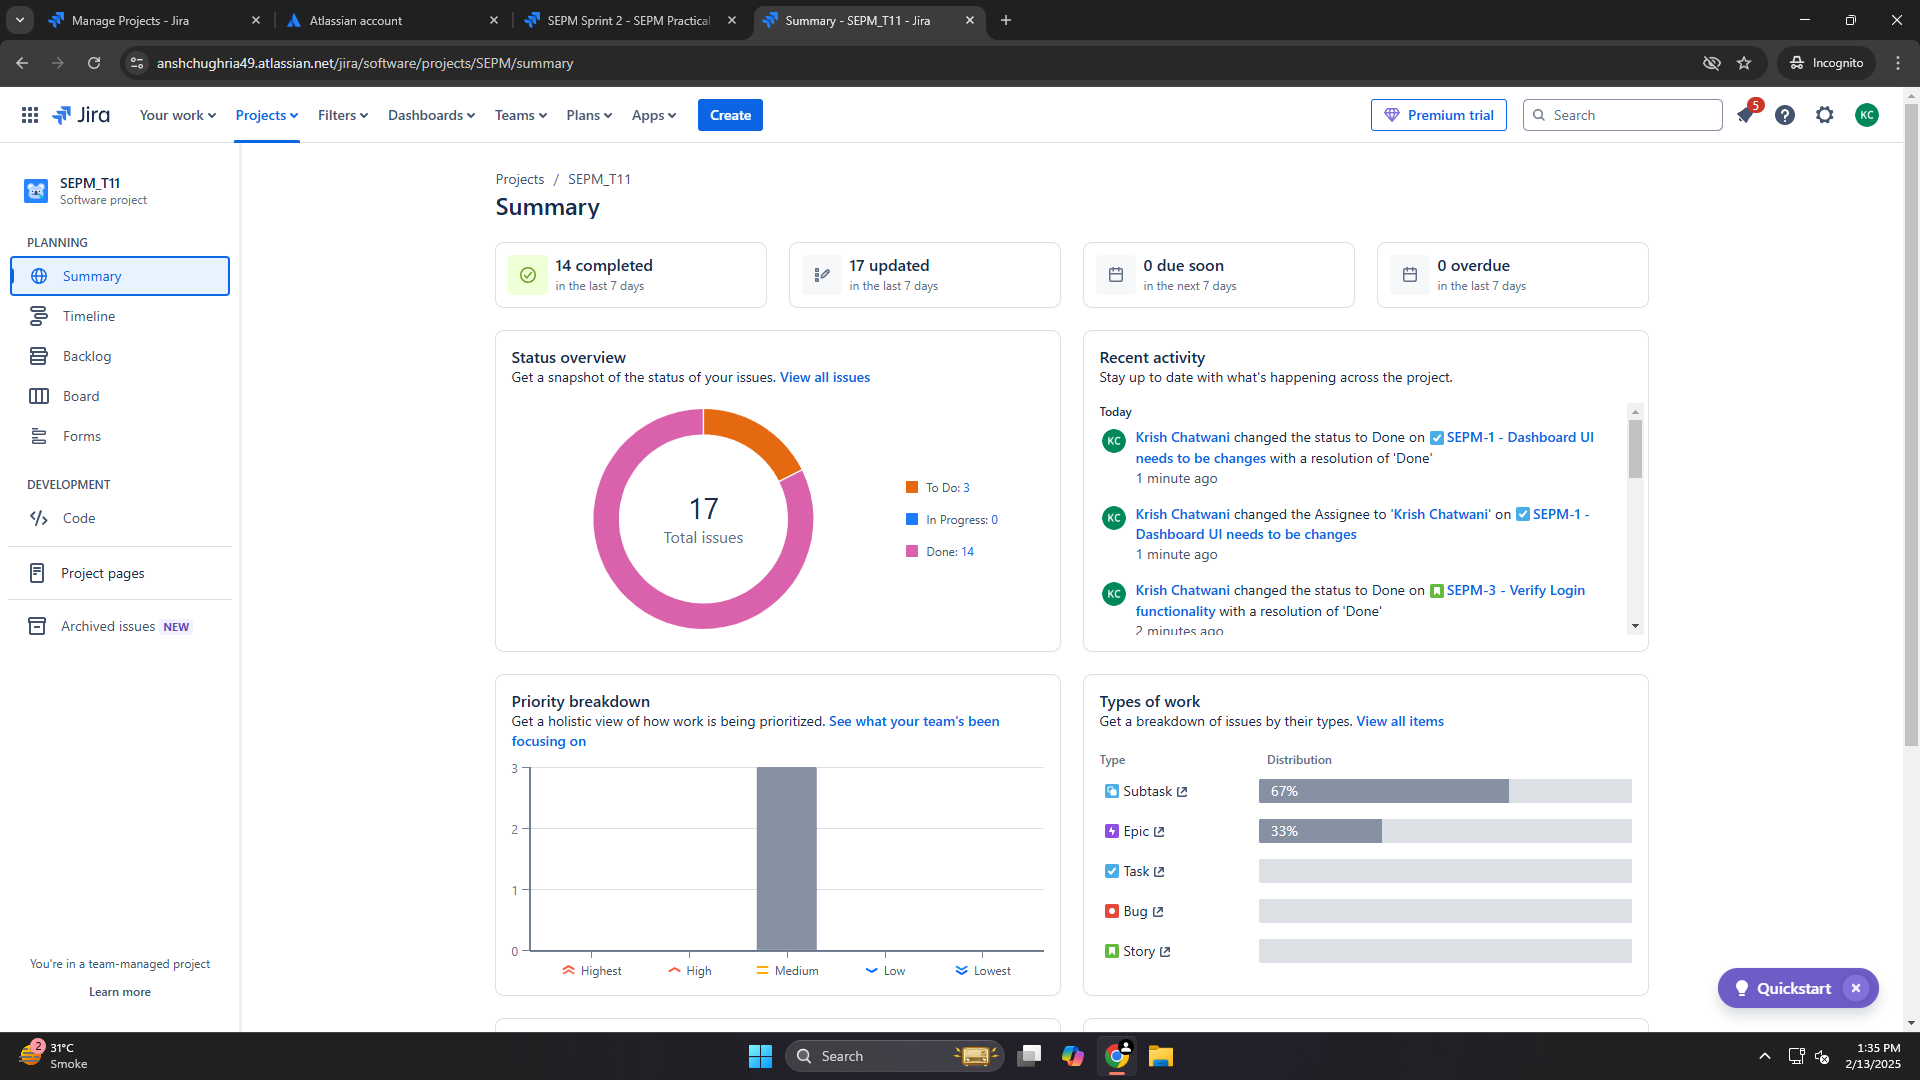 Manage Projects - Jira
Atlassian account
SEPM Sprint 2 - SEPM Practical
Summary - SEPM_T11 - Jira
anshchughria49.atlassian.net/jira/software/projects/SEPM/summary
Incognito
Jira
Your work
Projects
Filters
Dashboards
Teams
Plans
Apps
Create
Premium trial
Search
5
KC
SEPM_T11
Software project
PLANNING
Summary
Timeline
Backlog
Board
Forms
DEVELOPMENT
Code
Project pages
Archived issues NEW
You're in a team-managed project
Learn more
Projects / SEPM_T11
Summary
14 completed
in the last 7 days
17 updated
in the last 7 days
0 due soon
in the next 7 days
0 overdue
in the last 7 days
Status overview
Get a snapshot of the status of your issues. View all issues
17
Total issues
To Do: 3
In Progress: 0
Done: 14
Recent activity
Stay up to date with what's happening across the project.
Today
KC
Krish Chatwani changed the status to Done on SEPM-1 - Dashboard UI
needs to be changes with a resolution of 'Done'
1 minute ago
KC
Krish Chatwani changed the Assignee to 'Krish Chatwani' on SEPM-1 -
Dashboard UI needs to be changes
1 minute ago
KC
Krish Chatwani changed the status to Done on SEPM-3 - Verify Login
functionality with a resolution of 'Done'
2 minutes ago
Priority breakdown
Get a holistic view of how work is being prioritized. See what your team's been
focusing on
3
2
1
0
Highest
High
Medium
Low
Lowest
Types of work
Get a breakdown of issues by their types. View all items
Type
Distribution
Subtask
67%
Epic
33%
Task
Bug
Story
Quickstart
2
31°C
Smoke
Search
1:35 PM
2/13/2025